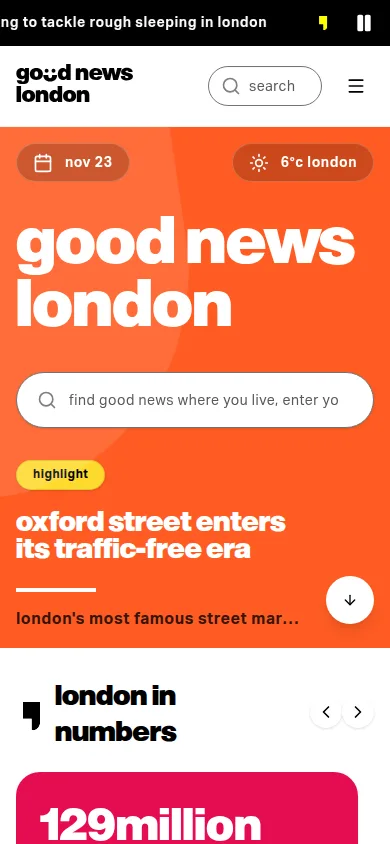 ng to tackle rough sleeping in london
good news
london
search
nov 23
6°c london
good news
london
find good news where you live, enter yo
highlight
oxford street enters
its traffic-free era
london's most famous street mar...
london in
numbers
129million